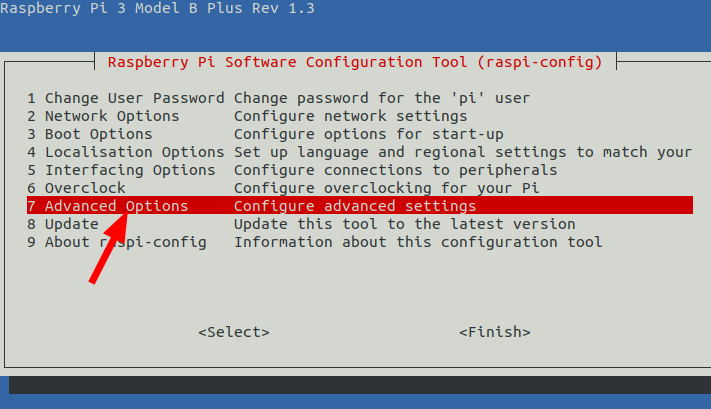 Raspberry Pi 3 Model B Plus Rev 1.3
Raspberry Pi Software Configuration Tool (raspi-config)
1 Change User Password Change password for the 'pi' user
2 Network Options Configure network settings
3 Boot Options Configure options for start-up
4 Localisation Options Set up language and regional settings to match your
5 Interfacing Options Configure connections to peripherals
6 Overclock Configure overclocking for your Pi
7 Advanced Options Configure advanced settings
8 Update Update this tool to the latest version
9 About raspi-config Information about this configuration tool
<Select> <Finish>